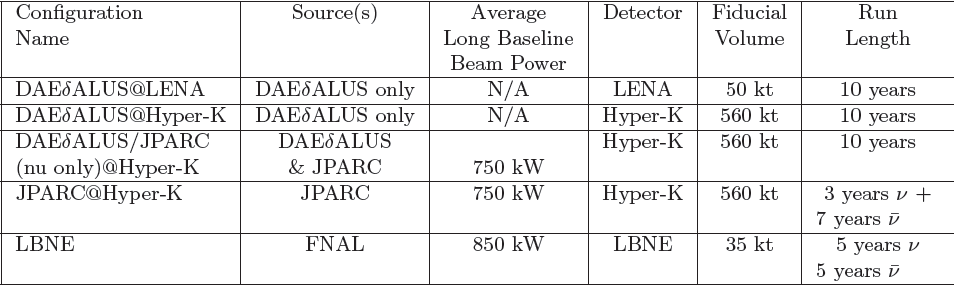 Configuration Source(s) Average Detector Fiducial Run
Name Long Baseline Volume Length
Beam Power
DAEδALUS@LENA DAEδALUS only N/A LENA 50 kt 10 years
DAEδALUS@Hyper-K DAEδALUS only N/A Hyper-K 560 kt 10 years
DAEδALUS/JPARC DAEδALUS Hyper-K 560 kt 10 years
(nu only)@Hyper-K & JPARC 750 kW
JPARC@Hyper-K JPARC 750 kW Hyper-K 560 kt 3 years ν +
7 years ν̄
LBNE FNAL 850 kW LBNE 35 kt 5 years ν
5 years ν̄